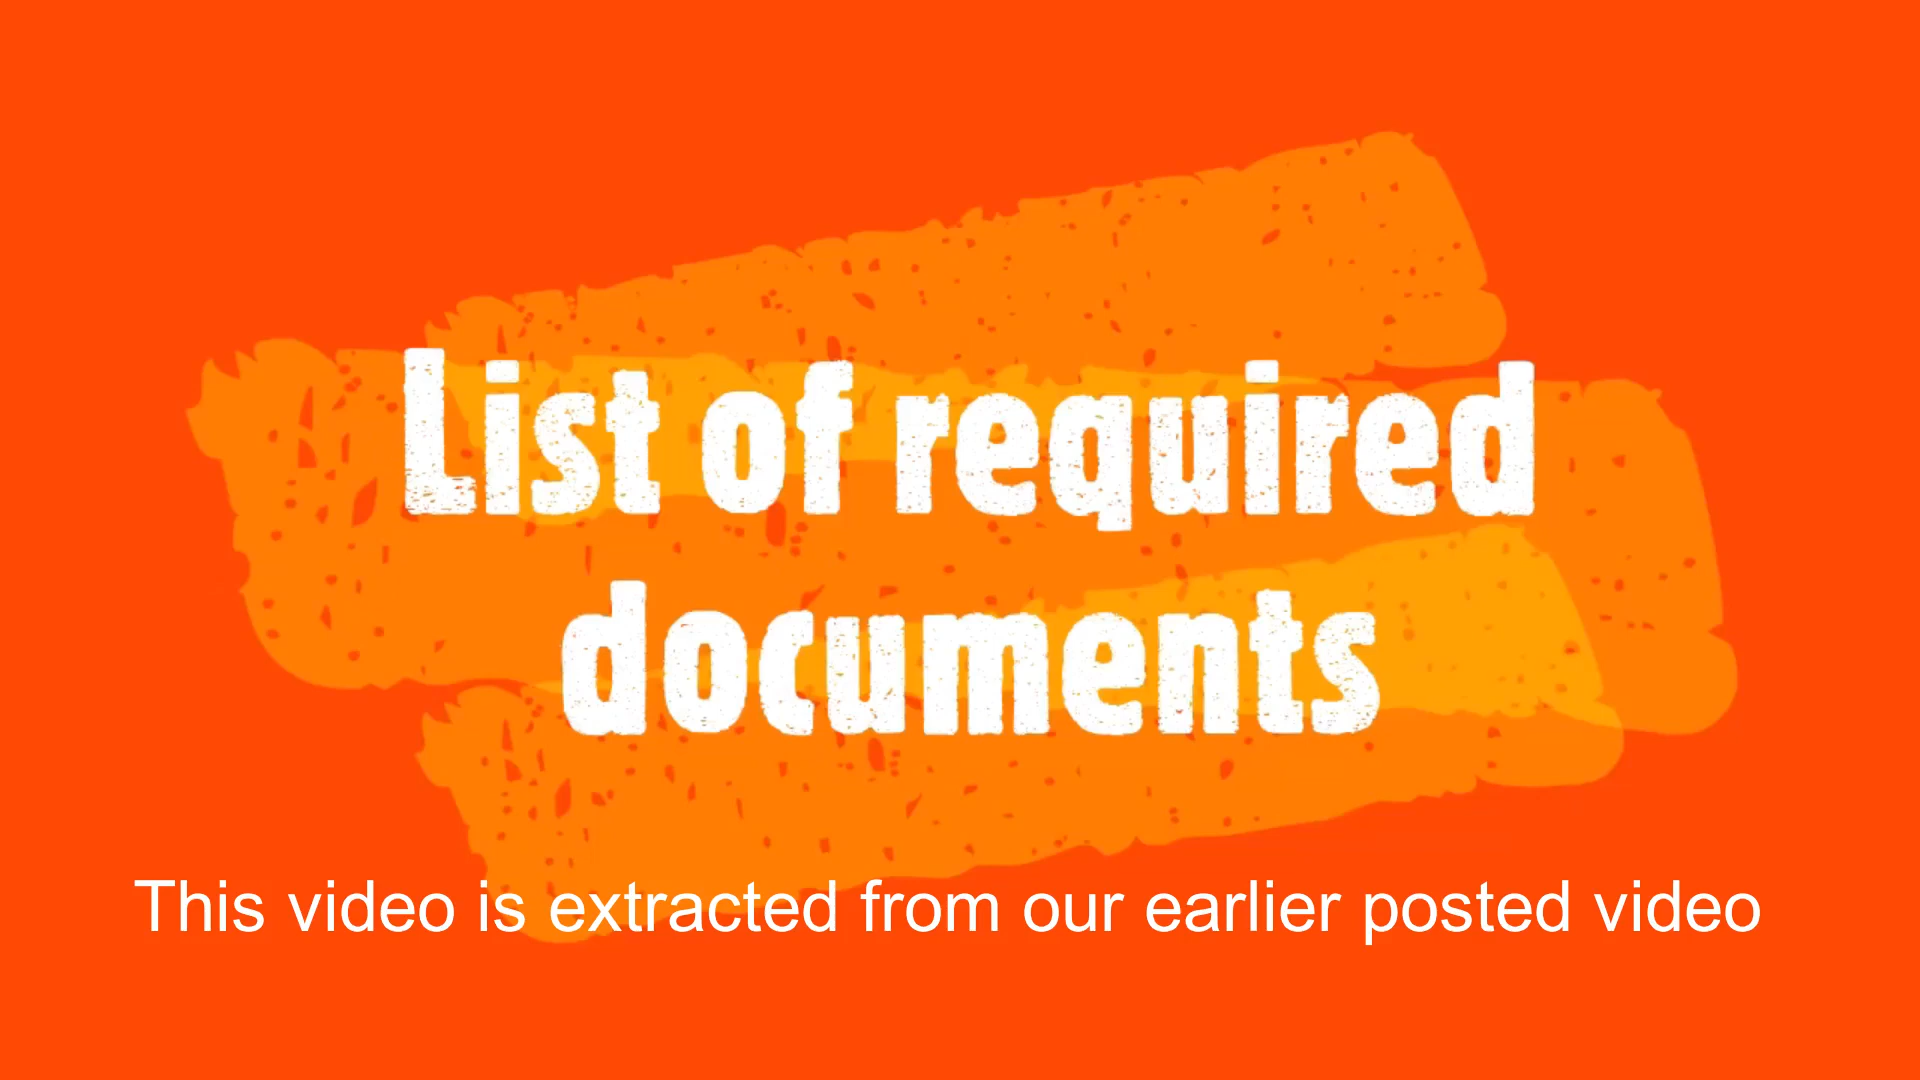 List of required
documents
This video is extracted from our earlier posted video